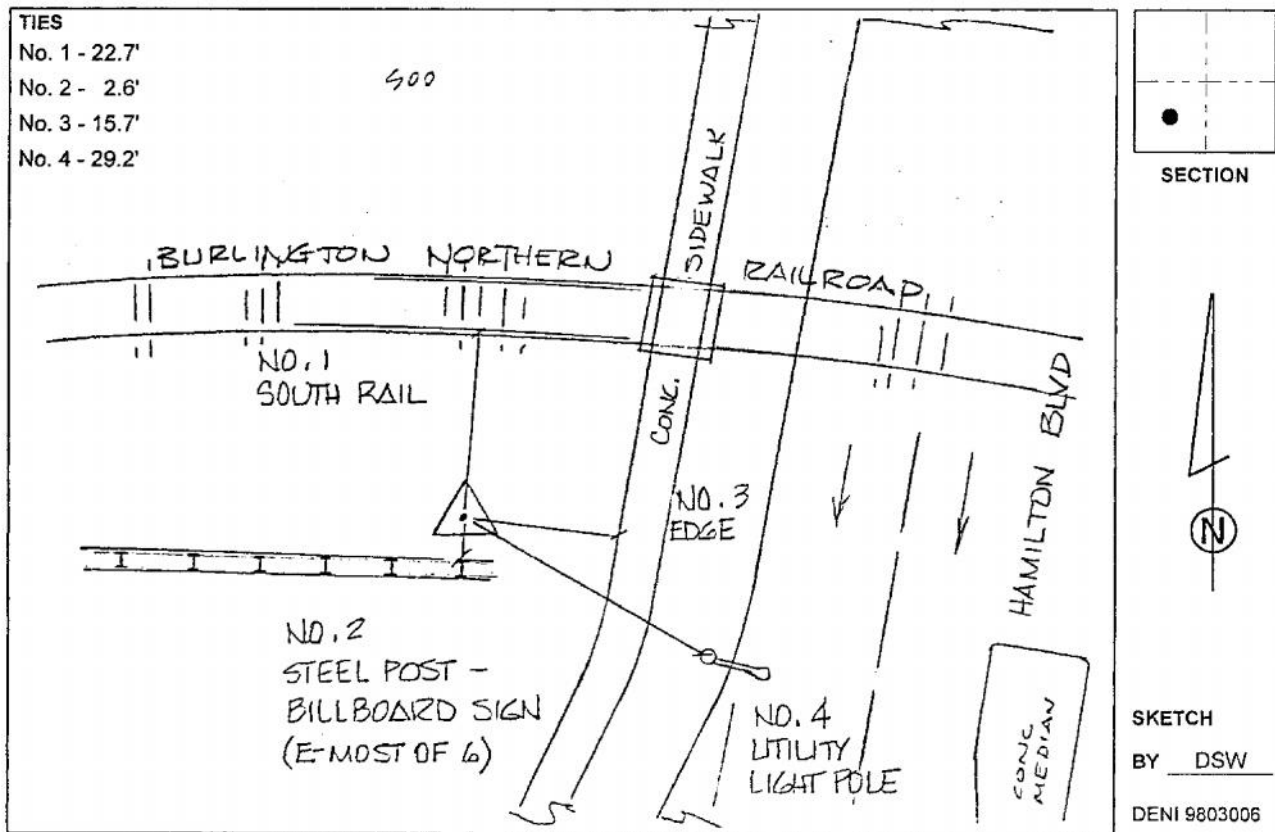 TIES
No. 1 - 22.7'
No. 2 - 2.6'
No. 3 - 15.7'
No. 4 - 29.2'
SIDEWALK
BURLINGTON NORTHERN RAILROAD
NO. 1
SOUTH RAIL
CONC.
NO. 3
EDGE
HAMILTON BLVD
NO. 2
STEEL POST -
BILLBOARD SIGN
(E-MOST OF 6)
NO. 4
UTILITY
LIGHT POLE
CONC
MEDIAN
SECTION
N
SKETCH
BY DSW
DENI 9803006